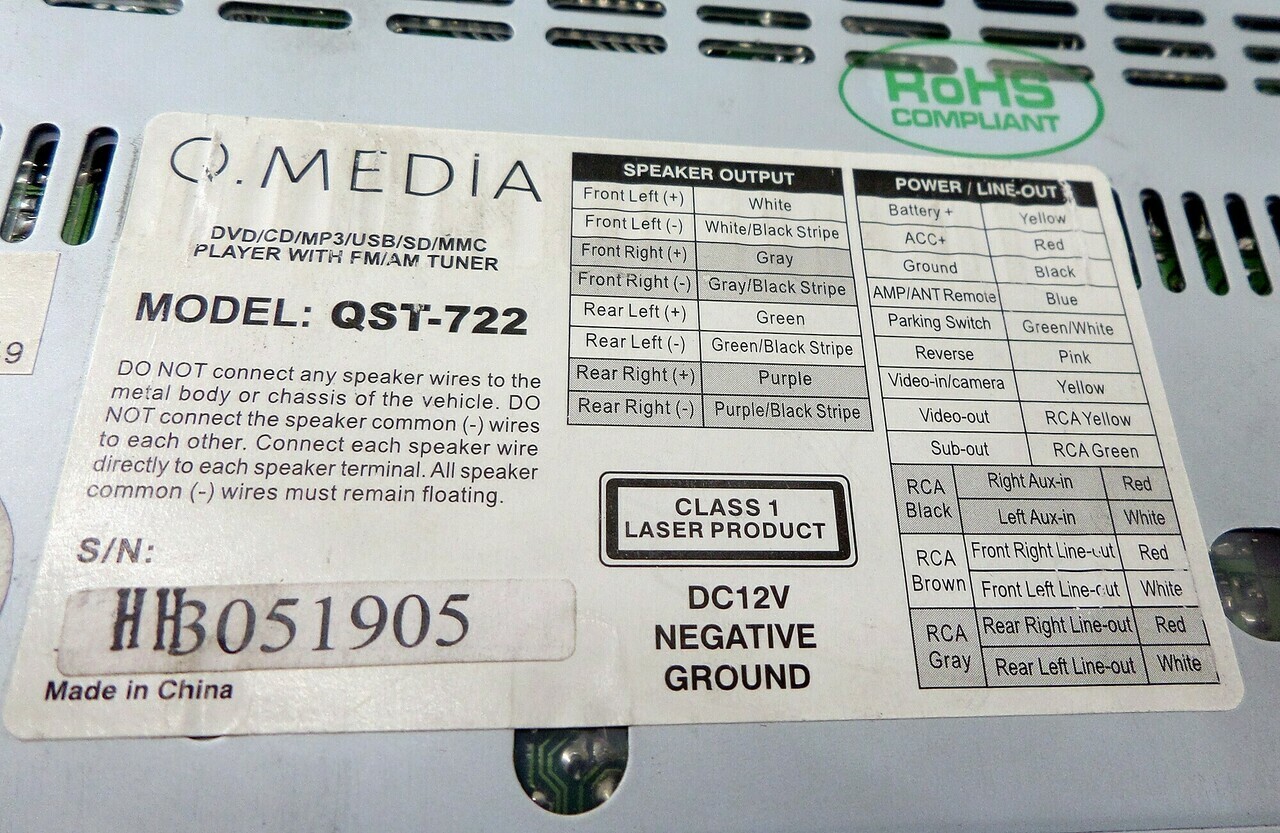 RoHS
COMPLIANT
Q.MEDiA
DVD/CD/MP3/USB/SD/MMC
PLAYER WITH FM/AM TUNER
MODEL: QST-722
DO NOT connect any speaker wires to the
metal body or chassis of the vehicle. DO
NOT connect the speaker common (-) wires
to each other. Connect each speaker wire
directly to each speaker terminal. All speaker
common (-) wires must remain floating.
S/N:
HH3051905
Made in China
SPEAKER OUTPUT
Front Left (+) White
Front Left (-) White/Black Stripe
Front Right (+) Gray
Front Right (-) Gray/Black Stripe
Rear Left (+) Green
Rear Left (-) Green/Black Stripe
Rear Right (+) Purple
Rear Right (-) Purple/Black Stripe
CLASS 1
LASER PRODUCT
DC12V
NEGATIVE
GROUND
POWER / LINE-OUT
Battery + Yellow
ACC+ Red
Ground Black
AMP/ANT Remote Blue
Parking Switch Green/White
Reverse Pink
Video-in/camera Yellow
Video-out RCA Yellow
Sub-out RCA Green
RCA Black Right Aux-in Red
Left Aux-in White
RCA Brown Front Right Line-out Red
Front Left Line-out White
RCA Gray Rear Right Line-out Red
Rear Left Line-out White
9